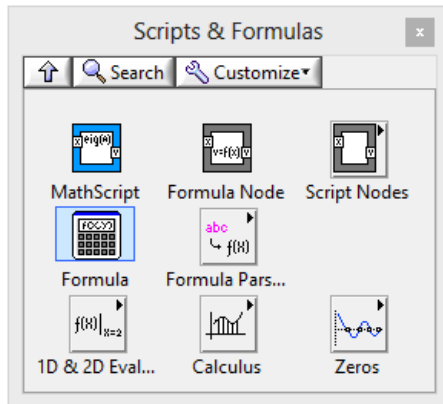 Scripts & Formulas
x
Search Customize
eig(A)
X Y
v=f(x)
X Y
X Y
MathScript Formula Node Script Nodes
f(X,Y)
abc
f(X)
Formula Formula Pars...
f(X)|x=2
1D & 2D Eval... Calculus Zeros